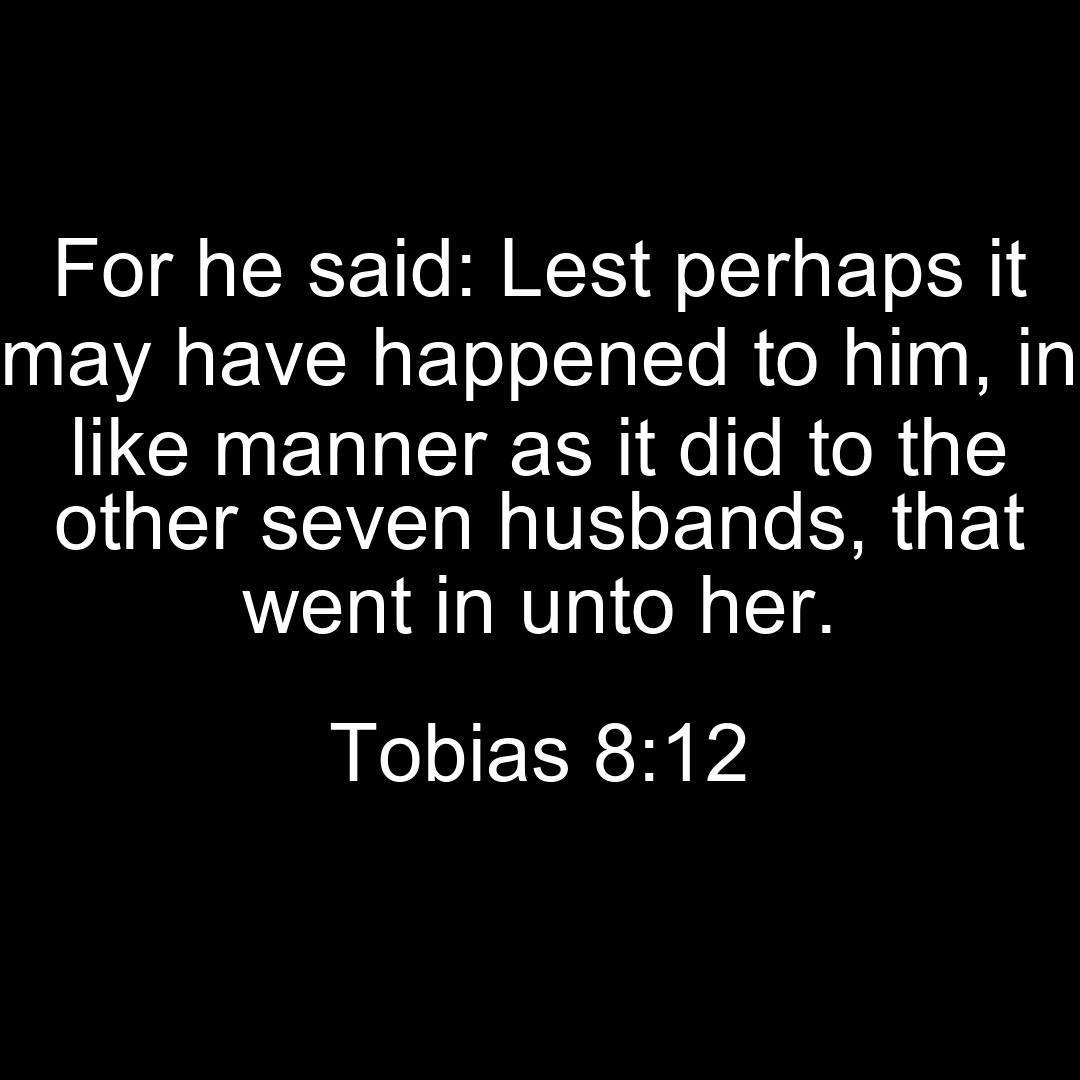 For he said: Lest perhaps it
may have happened to him, in
like manner as it did to the
other seven husbands, that
went in unto her.
Tobias 8:12